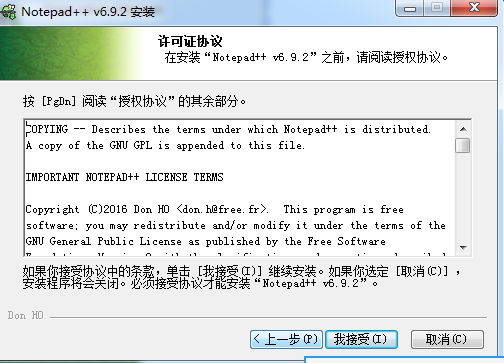 Notepad++ v6.9.2 安装
许可证协议
在安装“Notepad++ v6.9.2”之前，请阅读授权协议。
按 [PgDn] 阅读“授权协议”的其余部分。
COPYING -- Describes the terms under which Notepad++ is distributed.
A copy of the GNU GPL is appended to this file.
IMPORTANT NOTEPAD++ LICENSE TERMS
Copyright (C)2016 Don HO <don.h@free.fr>.  This program is free
software; you may redistribute and/or modify it under the terms of the
GNU General Public License as published by the Free Software
如果你接受协议中的条款，单击 [我接受(I)] 继续安装。如果你选定 [取消(C)] ，
安装程序将会关闭。必须接受协议才能安装“Notepad++ v6.9.2”。
Don HO
< 上一步(P)
我接受(I)
取消(C)